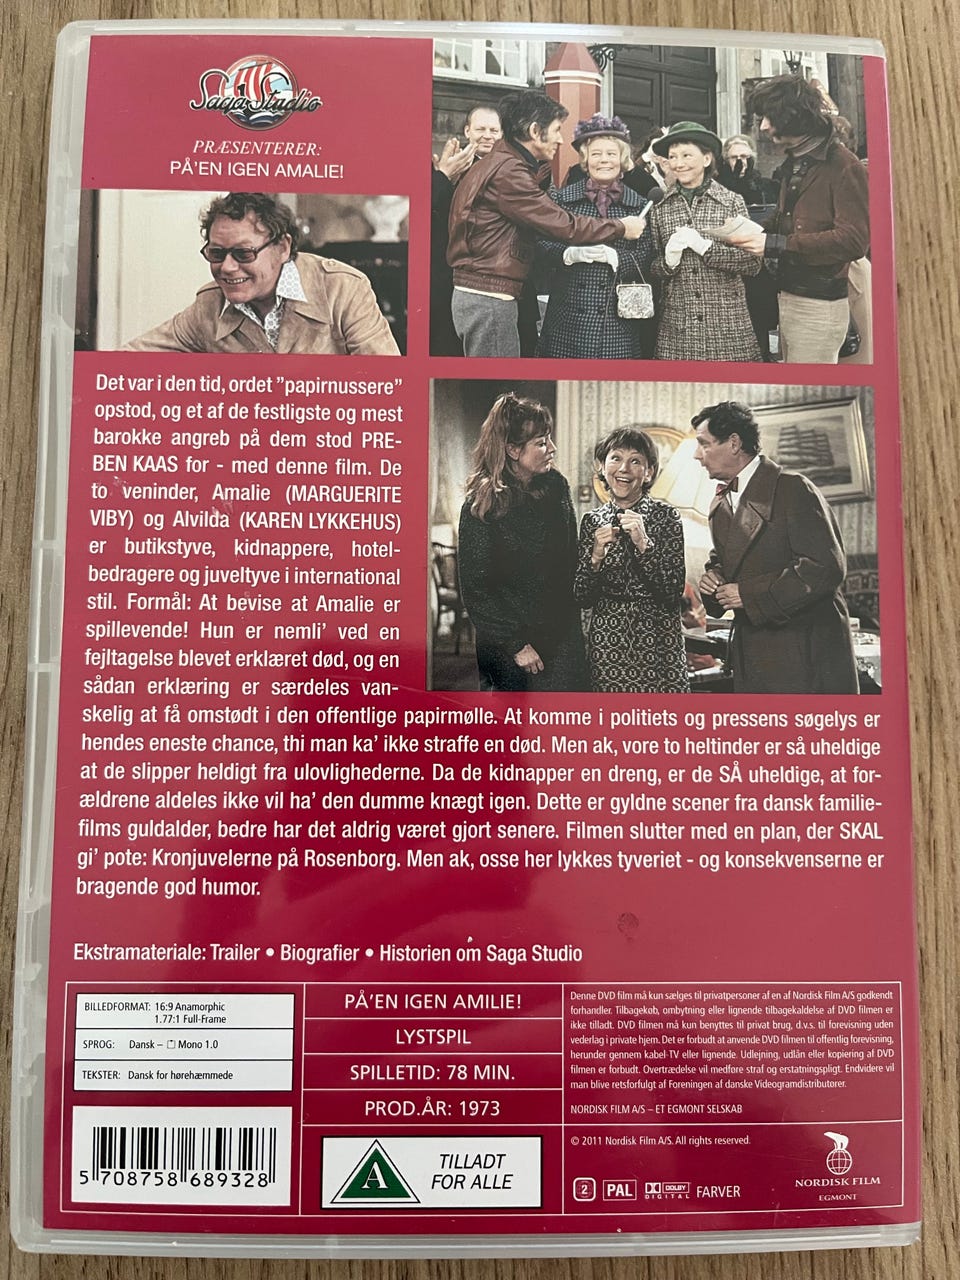 Saga Studio
PRÆSENTERER:
PÅ'EN IGEN AMALIE!
Det var i den tid, ordet "papirnussere"
opstod, og et af de festligste og mest
barokke angreb på dem stod PRE-
BEN KAAS for - med denne film. De
to veninder, Amalie (MARGUERITE
VIBY) og Alvilda (KAREN LYKKEHUS)
er butikstyve, kidnappere, hotel-
bedragere og juveltyve i international
stil. Formål: At bevise at Amalie er
spillevende! Hun er nemli' ved en
fejltagelse blevet erklæret død, og en
sådan erklæring er særdeles van-
skelig at få omstødt i den offentlige papirmølle. At komme i politiets og pressens søgelys er
hendes eneste chance, thi man ka' ikke straffe en død. Men ak, vore to heltinder er så uheldige
at de slipper heldigt fra ulovlighederne. Da de kidnapper en dreng, er de SÅ uheldige, at for-
ældrene aldeles ikke vil ha' den dumme knægt igen. Dette er gyldne scener fra dansk familie-
films guldalder, bedre har det aldrig været gjort senere. Filmen slutter med en plan, der SKAL
gi' pote: Kronjuvelerne på Rosenborg. Men ak, osse her lykkes tyveriet - og konsekvenserne er
bragende god humor.
Ekstramateriale: Trailer • Biografier • Historien om Saga Studio
BILLEDFORMAT: 16:9 Anamorphic
1.77:1 Full-Frame
SPROG: Dansk – Mono 1.0
TEKSTER: Dansk for hørehæmmede
5 708758 689328
PÅ'EN IGEN AMILIE!
LYSTSPIL
SPILLETID: 78 MIN.
PROD.ÅR: 1973
A
TILLADT
FOR ALLE
Denne DVD film må kun sælges til privatpersoner af en af Nordisk Film A/S godkendt
forhandler. Tilbagekøb, ombytning eller lignende tilbagekaldelse af DVD filmen er
ikke tilladt. DVD filmen må kun benyttes til privat brug, d.v.s. til forevisning uden
vederlag i private hjem. Det er forbudt at anvende DVD filmen til offentlig forevisning,
herunder gennem kabel-TV eller lignende. Udlejning, udlån eller kopiering af DVD
filmen er forbudt. Overtrædelse vil medføre straf og erstatningspligt. Endvidere vil
man blive retsforfulgt af Foreningen af danske Videogramdistributører.
NORDISK FILM A/S – ET EGMONT SELSKAB
© 2011 Nordisk Film A/S. All rights reserved.
2 PAL DOLBY DIGITAL FARVER
NORDISK FILM
EGMONT